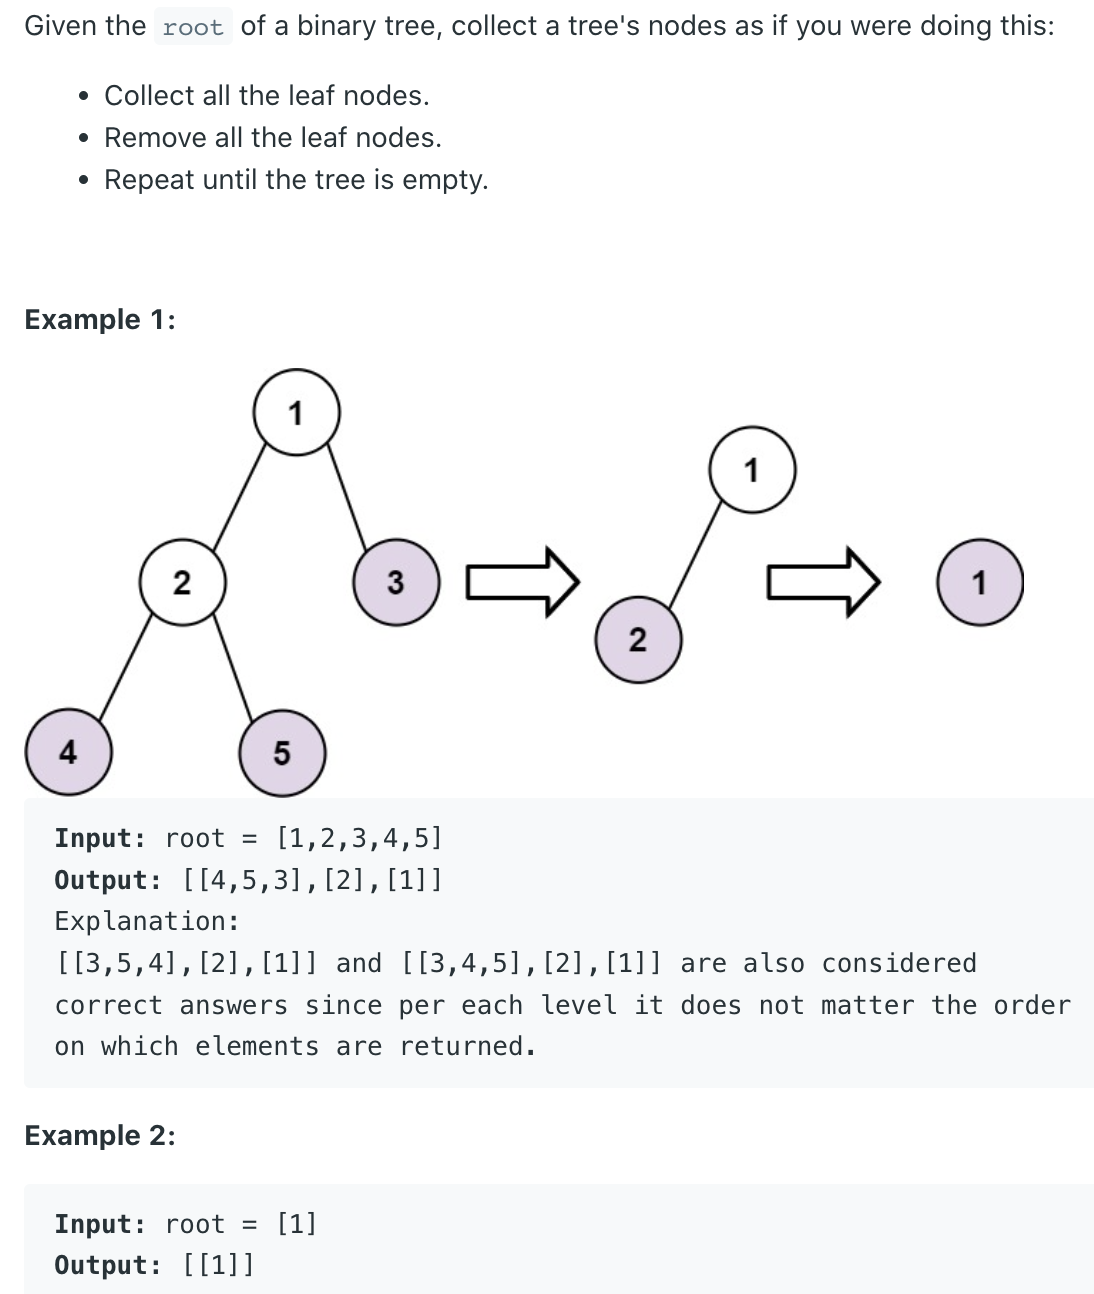 Given the root of a binary tree, collect a tree's nodes as if you were doing this:
• Collect all the leaf nodes.
• Remove all the leaf nodes.
• Repeat until the tree is empty.
Example 1:
1
1
2
3
1
2
4
5
Input: root = [1,2,3,4,5]
Output: [[4,5,3],[2],[1]]
Explanation:
[[3,5,4],[2],[1]] and [[3,4,5],[2],[1]] are also considered
correct answers since per each level it does not matter the order
on which elements are returned.
Example 2:
Input: root = [1]
Output: [[1]]